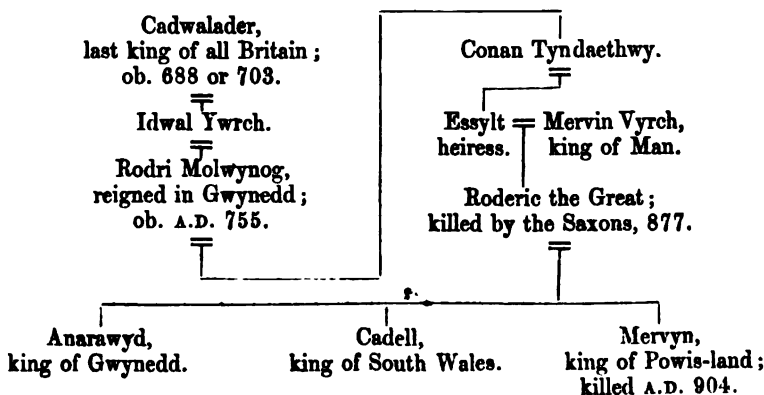 Cadwalader,
last king of all Britain;
ob. 688 or 703.
Idwal Ywrch.
Rodri Molwynog,
reigned in Gwynedd;
ob. A.D. 755.
Conan Tyndaethwy.
Essylt = Mervin Vyrch,
heiress. king of Man.
Roderic the Great;
killed by the Saxons, 877.
Anarawyd,
king of Gwynedd.
Cadell,
king of South Wales.
Mervyn,
king of Powis-land;
killed A.D. 904.